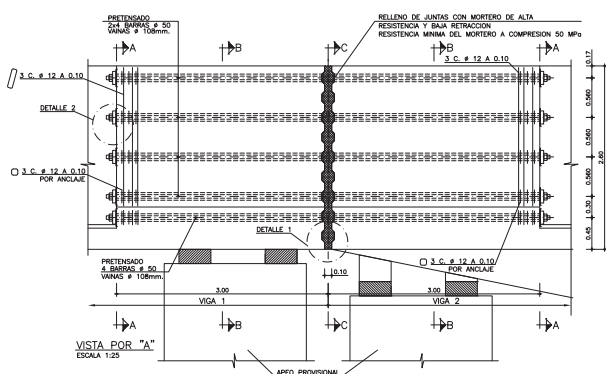 PRETENSADO
2x4 BARRAS ø 50
VAINAS ø 108mm.
RELLENO DE JUNTAS CON MORTERO DE ALTA
RESISTENCIA Y BAJA RETRACCION
RESISTENCIA MINIMA DEL MORTERO A COMPRESION 50 MPa
A
B
C
B
A
3 C. ø 12 A 0.10
3 C. ø 12 A 0.10
DETALLE 2
0.17
0.560
0.560
0.560
0.30
0.45
2.60
3 C. ø 12 A 0.10
POR ANCLAJE
DETALLE 1
3 C. ø 12 A 0.10
POR ANCLAJE
PRETENSADO
4 BARRAS ø 50
VAINAS ø 108mm.
0.10
3.00
3.00
VIGA 1
VIGA 2
A
B
C
B
A
VISTA POR "A"
ESCALA 1:25
APEO PROVISIONAL